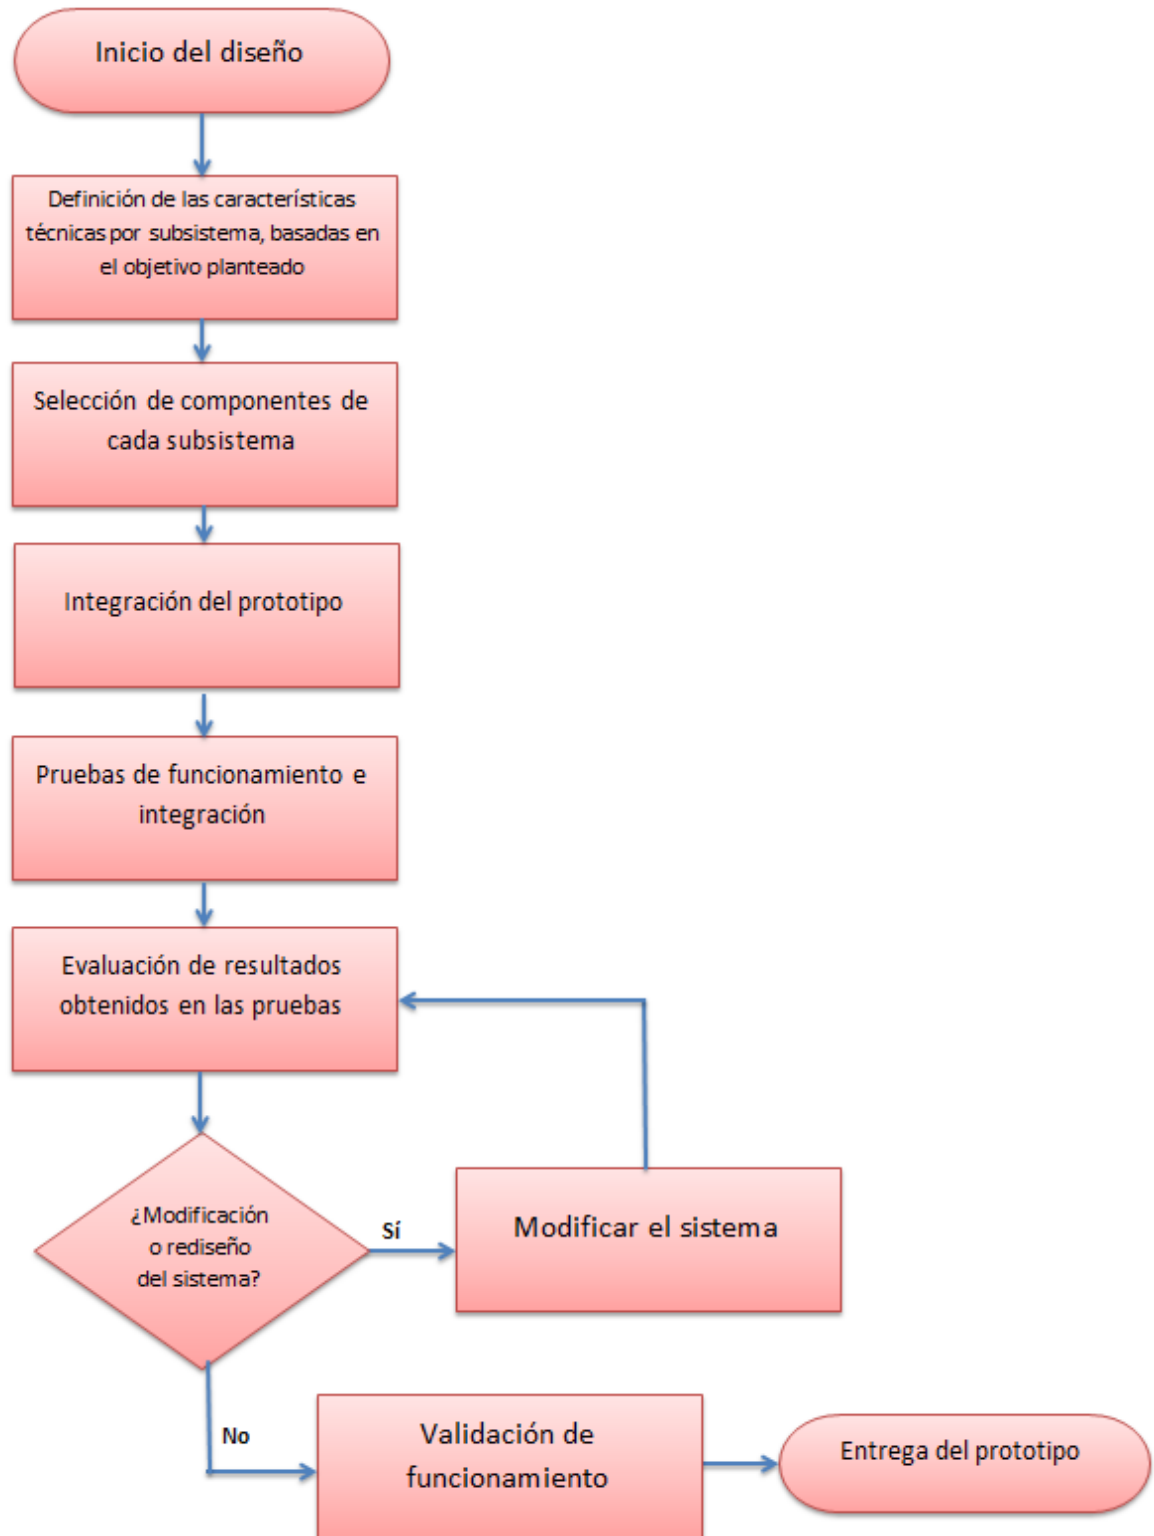 Inicio del diseño
Definición de las características
técnicas por subsistema, basadas en
el objetivo planteado
Selección de componentes de
cada subsistema
Integración del prototipo
Pruebas de funcionamiento e
integración
Evaluación de resultados
obtenidos en las pruebas
¿Modificación
o rediseño
del sistema?
Sí
Modificar el sistema
No
Validación de
funcionamiento
Entrega del prototipo